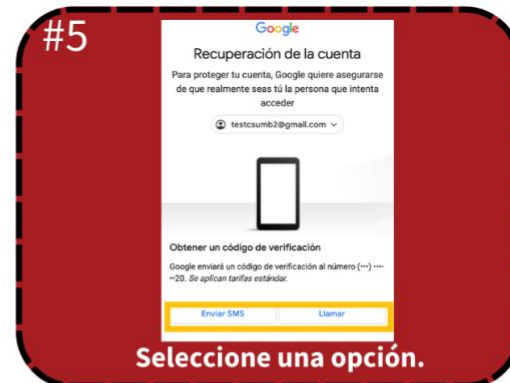 #5
Google
Recuperación de la cuenta
Para proteger tu cuenta, Google quiere asegurarse
de que realmente seas tú la persona que intenta
acceder
testcsumb2@gmail.com
Obtener un código de verificación
Google enviará un código de verificación al número (•••) •••-
••20. Se aplican tarifas estándar.
Enviar SMS Llamar
Seleccione una opción.